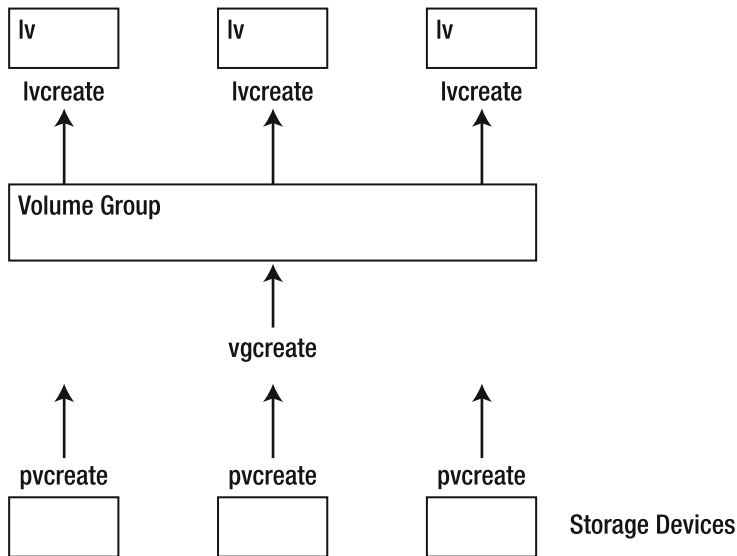 lv lv lv
lvcreate lvcreate lvcreate
Volume Group
vgcreate
pvcreate pvcreate pvcreate
Storage Devices